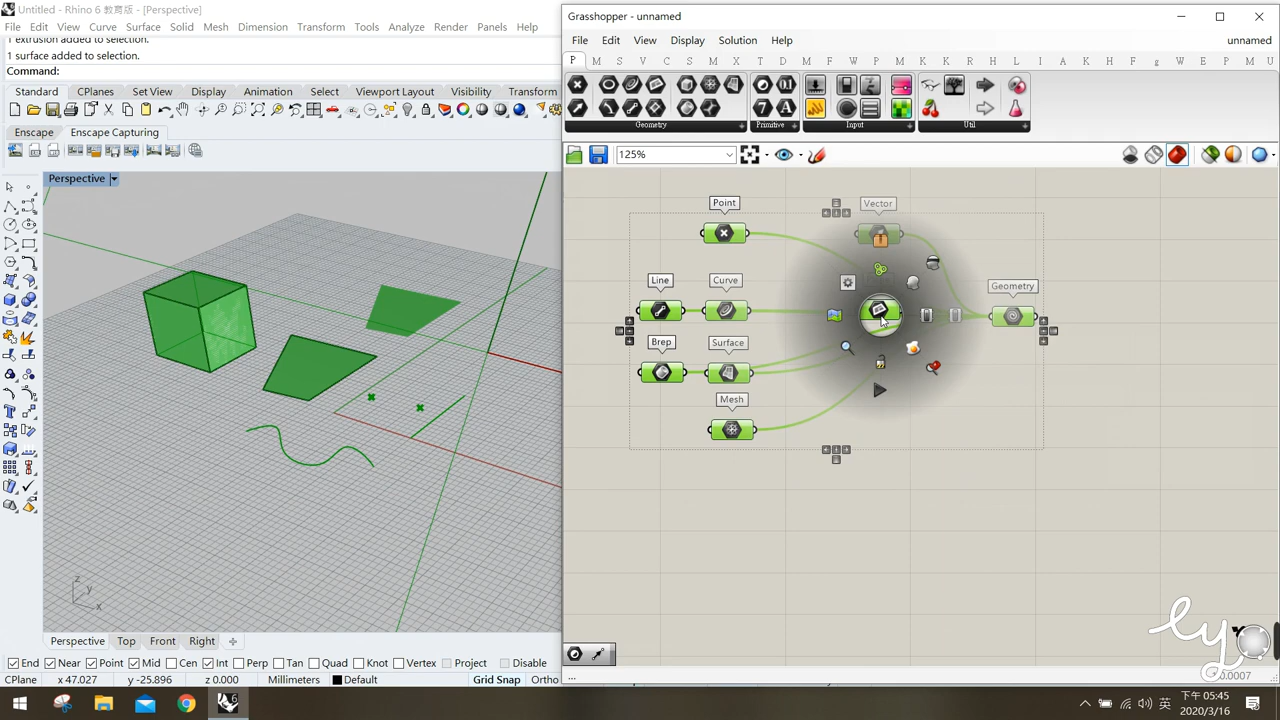 Untitled - Rhino 6 教育版 - [Perspective]
File Edit View Curve Surface Solid Mesh Dimension Transform Tools Analyze Render Panels Help
1 extrusion added to selection.
1 surface added to selection.
Command:
Standard CPlanes Set View Display Select Viewport Layout Visibility Transform
Enscape Enscape Capturing
Perspective
z
y
x
Perspective Top Front Right
End Near Point Mid Cen Int Perp Tan Quad Knot Vertex Project Disable
CPlane x 47.027 y -25.896 z 0.000 Millimeters Default Grid Snap Ortho
Grasshopper - unnamed
File Edit View Display Solution Help unnamed
P M S V C S M I X T D W A K M K R L H F g M E B M U
Geometry Primitive Input Util
125%
Point Vector
Line Curve Geometry
Brep Surface
Mesh
...
0.0007
ly
下午 05:45
英
2020/3/16